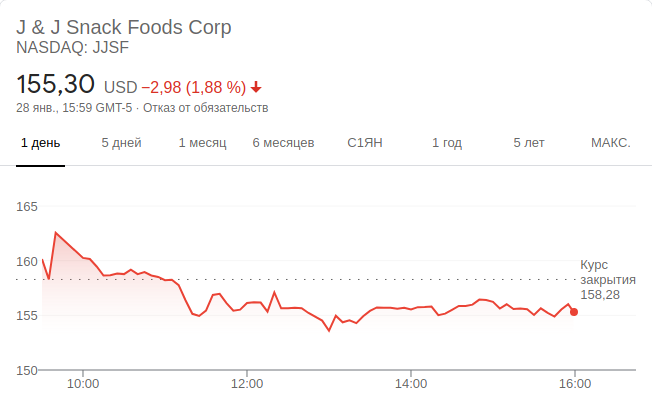 J & J Snack Foods Corp
NASDAQ: JJSF
155,30 USD −2,98 (1,88 %)
28 янв., 15:59 GMT-5 · Отказ от обязательств
1 день 5 дней 1 месяц 6 месяцев С1ЯН 1 год 5 лет МАКС.
165
160
155
150
Курс
закрытия
158,28
10:00 12:00 14:00 16:00